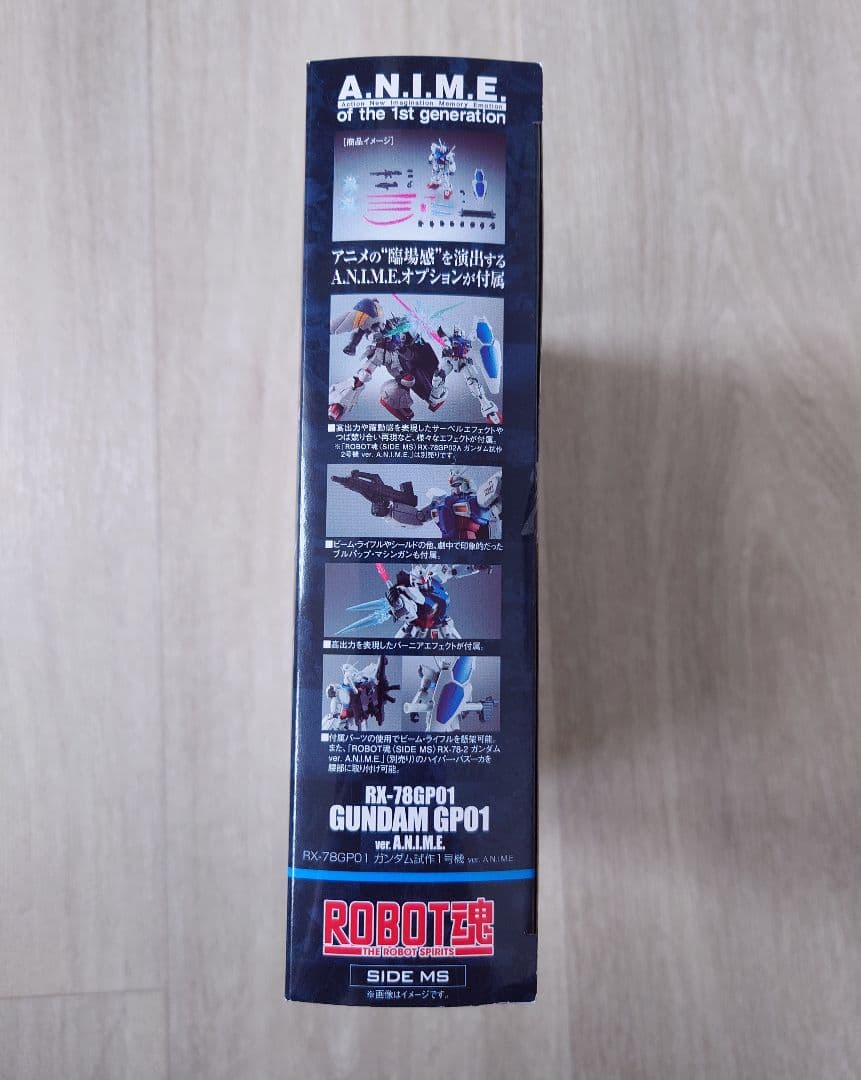 A.N.I.M.E.
Action New Imagination Memory Emotion
of the 1st generation
［商品イメージ］
アニメの“臨場感”を演出する
A.N.I.M.E.オプションが付属
■高出力や躍動感を表現したサーベルエフェクトや
つば競り合い再現など、様々なエフェクトが付属。
※「ROBOT魂〈SIDE MS〉RX-78GP02A ガンダム試作
2号機 ver. A.N.I.M.E.」は別売りです。
■ビーム・ライフルやシールドの他、劇中で印象的だった
ブルパップ・マシンガンも付属。
■高出力を表現したバーニアエフェクトが付属。
■付属パーツの使用でビーム・ライフルを懸架可能。
また、「ROBOT魂〈SIDE MS〉RX-78-2 ガンダム
ver. A.N.I.M.E.」（別売り）のハイパー・バズーカを
腰部に取り付け可能。
RX-78GP01
GUNDAM GP01
ver. A.N.I.M.E.
RX-78GP01 ガンダム試作1号機 ver. A.N.I.M.E.
ROBOT魂
THE ROBOT SPIRITS
SIDE MS
※画像はイメージです。